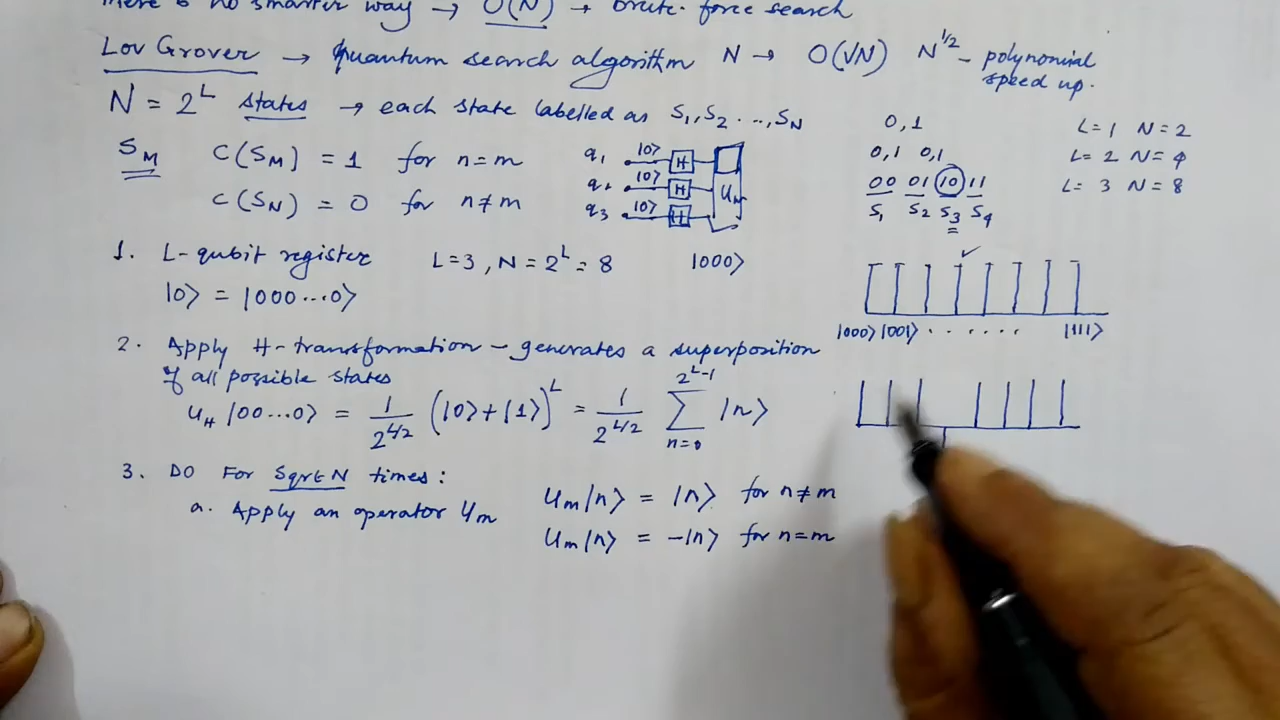 There is no smarter way → O(N) → brute-force search
Lov Grover → Quantum search algorithm N → O(√N) N^1/2 - polynomial speed up.
N = 2^L states → each state labelled as S1, S2 ..., SN
0, 1
L=1 N=2
0,1 0,1
L=2 N=4
00 01 10 11
L=3 N=8
S1 S2 S3 S4
SM C(SM) = 1 for n=m
C(SN) = 0 for n≠m
q1 |0> H
q2 |0> H Um
q3 |0> H
1. L-qubit register L=3, N=2^L=8 |000>
|0> = |000...0>
|000> |001> . . . . . . |111>
2. Apply H-transformation - generates a superposition
of all possible states
UH |00...0> = 1/2^L/2 (|0>+|1>)^L = 1/2^L/2 Σ n=0 2^L-1 |n>
3. DO For SqrtN times:
a. Apply an operator Um
Um|n> = |n> for n≠m
Um|n> = -|n> for n=m